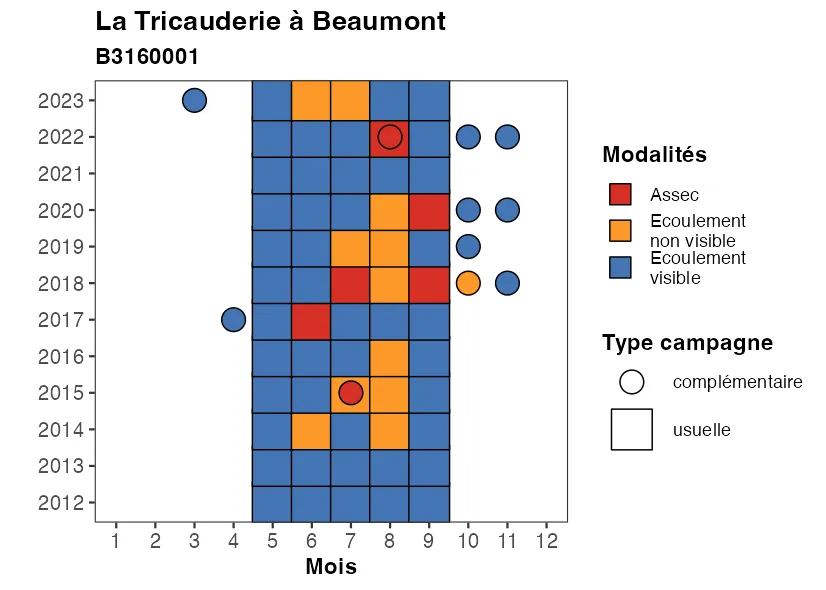 La Tricauderie à Beaumont
B3160001
2023
2022
2021
2020
2019
2018
2017
2016
2015
2014
2013
2012
1 2 3 4 5 6 7 8 9 10 11 12
Mois
Modalités
Assec
Ecoulement
non visible
Ecoulement
visible
Type campagne
complémentaire
usuelle